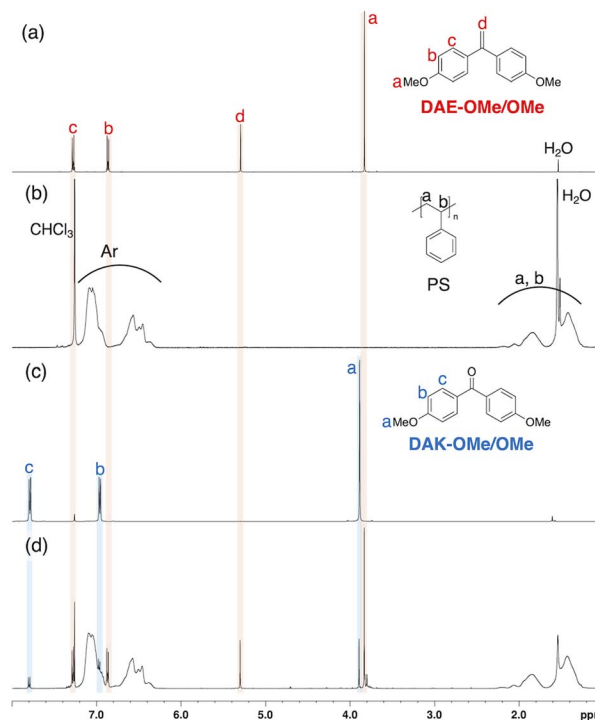 (a)
a
d
c
b
aMeO
OMe
DAE-OMe/OMe
c
b
d
H₂O
(b)
a
b
n
H₂O
CHCl₃
Ar
PS
a, b
(c)
a
O
c
b
aMeO
OMe
DAK-OMe/OMe
c
b
(d)
7.0 6.0 5.0 4.0 3.0 2.0 ppm